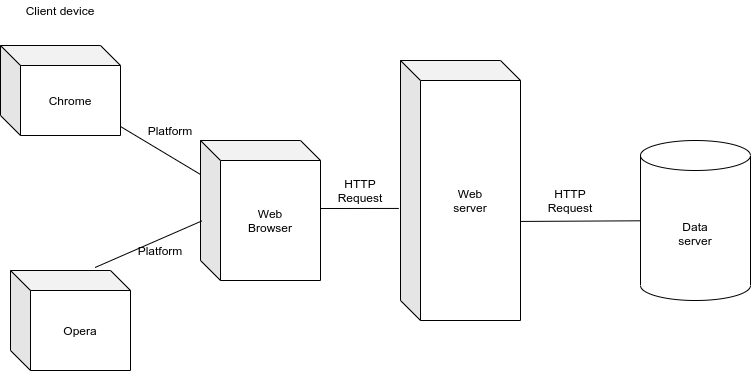 Client device
Chrome
Platform
Web
Browser
Platform
Opera
HTTP
Request
Web
server
HTTP
Request
Data
server